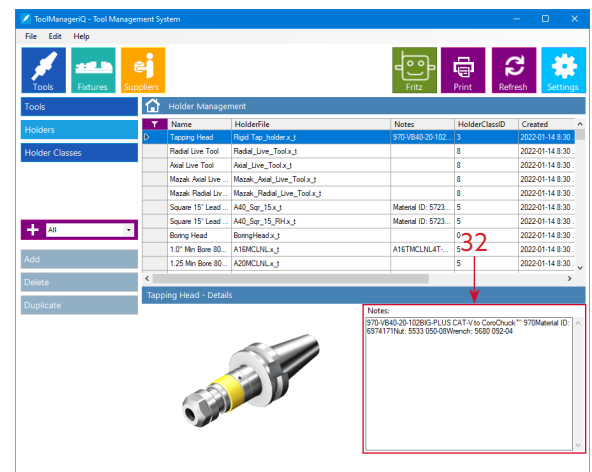 ToolManageriQ - Tool Management System
File Edit Help
Tools Fixtures Suppliers Fritz Print Refresh Settings
Tools
Holders
Holder Classes
All
Add
Delete
Duplicate
Holder Management
Name HolderFile Notes HolderClassID Created
Tapping Head Rigid Tap_holder.x_t 970-VB40-20-102... 3 2022-01-14 8:30 .
Radial Live Tool Radial_Live_Tool.x_t 8 2022-01-14 8:30 .
Axial Live Tool Axial_Live_Tool.x_t 8 2022-01-14 8:30 .
Mazak Axial Live ... Mazak_Axial_Live_Tool.x_t 8 2022-01-14 8:30 .
Mazak Radial Liv... Mazak_Radial_Live_Tool.x_t 8 2022-01-14 8:30 .
Square 15° Lead ... A40_Sqr_15.x_t Material ID: 5723... 5 2022-01-14 8:30 .
Square 15° Lead ... A40_Sqr_15_RH.x_t Material ID: 5723... 5 2022-01-14 8:30 .
Boring Head BoringHead.x_t 0 2022-01-14 8:30 .
1.0" Min Bore 80... A16MCLNL.x_t A16TMCLNL4T-... 5 2022-01-14 8:30 .
1.25 Min Bore 80... A20MCLNL.x_t 5 2022-01-14 8:30 .
32
Tapping Head - Details
Notes:
970-VB40-20-102BIG-PLUS CAT-V to CoroChuck™ 970Material ID:
6974171Nut: 5533 050-08Wrench: 5680 092-04